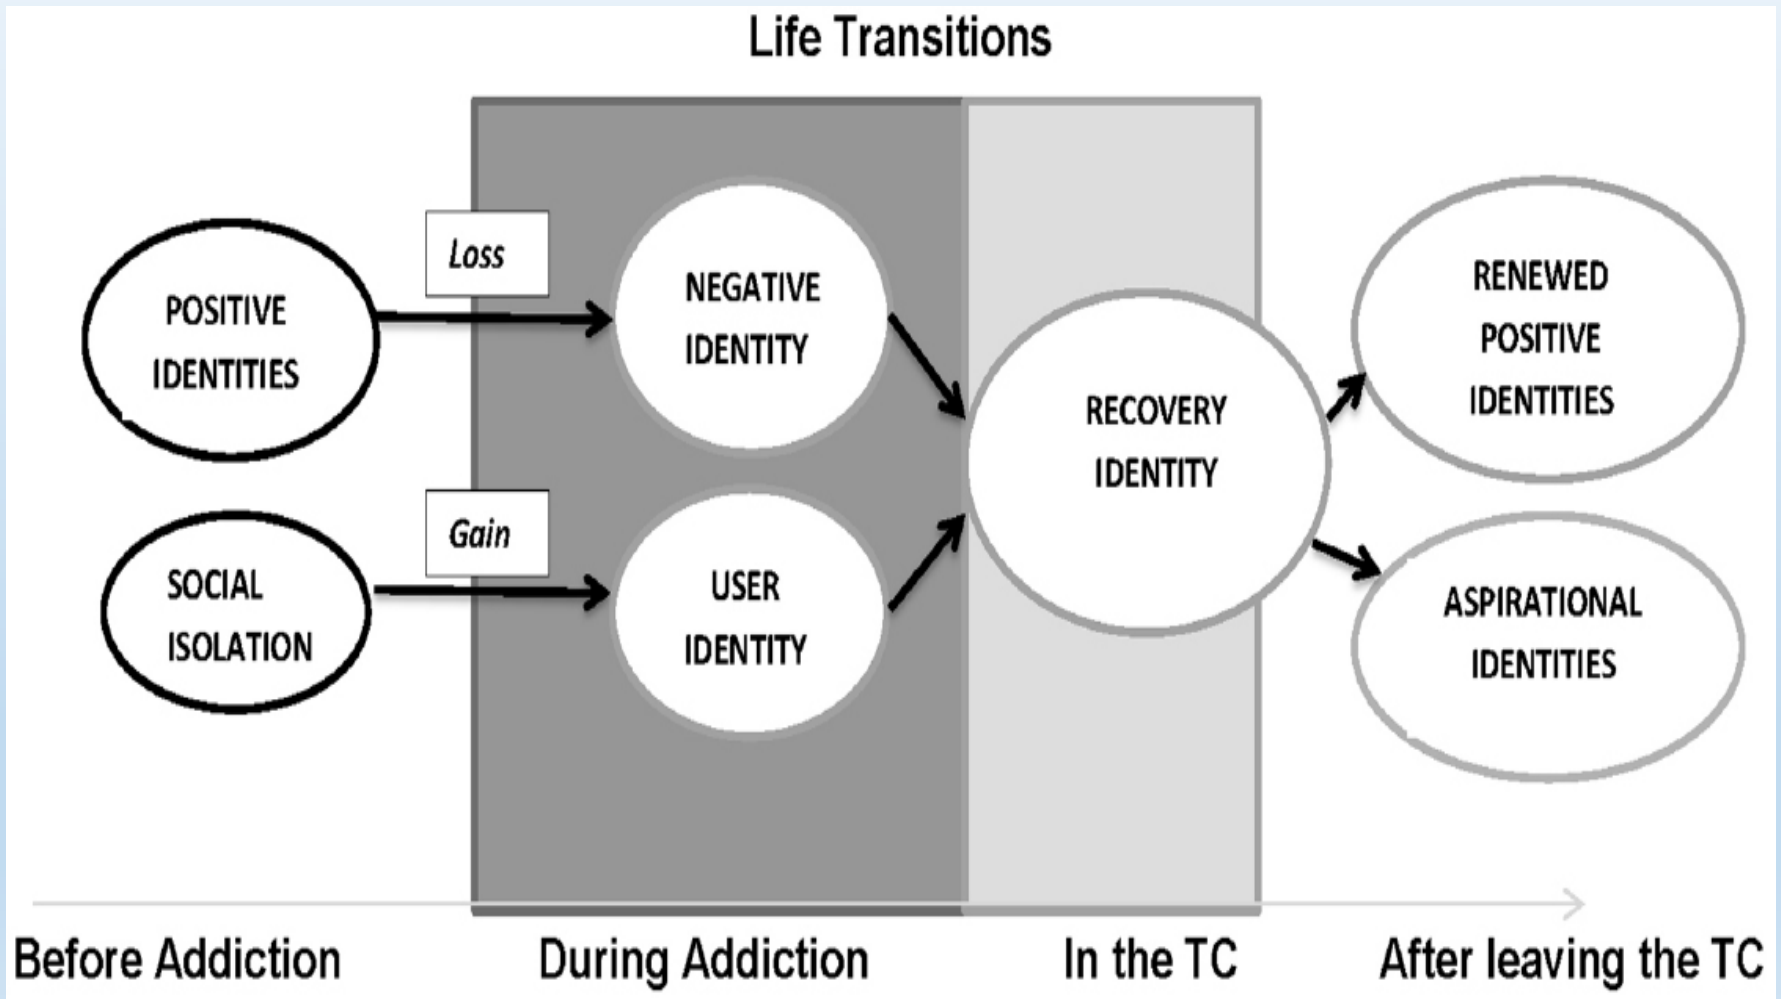 Life Transitions
POSITIVE
IDENTITIES
Loss
NEGATIVE
IDENTITY
SOCIAL
ISOLATION
Gain
USER
IDENTITY
RECOVERY
IDENTITY
RENEWED
POSITIVE
IDENTITIES
ASPIRATIONAL
IDENTITIES
Before Addiction
During Addiction
In the TC
After leaving the TC